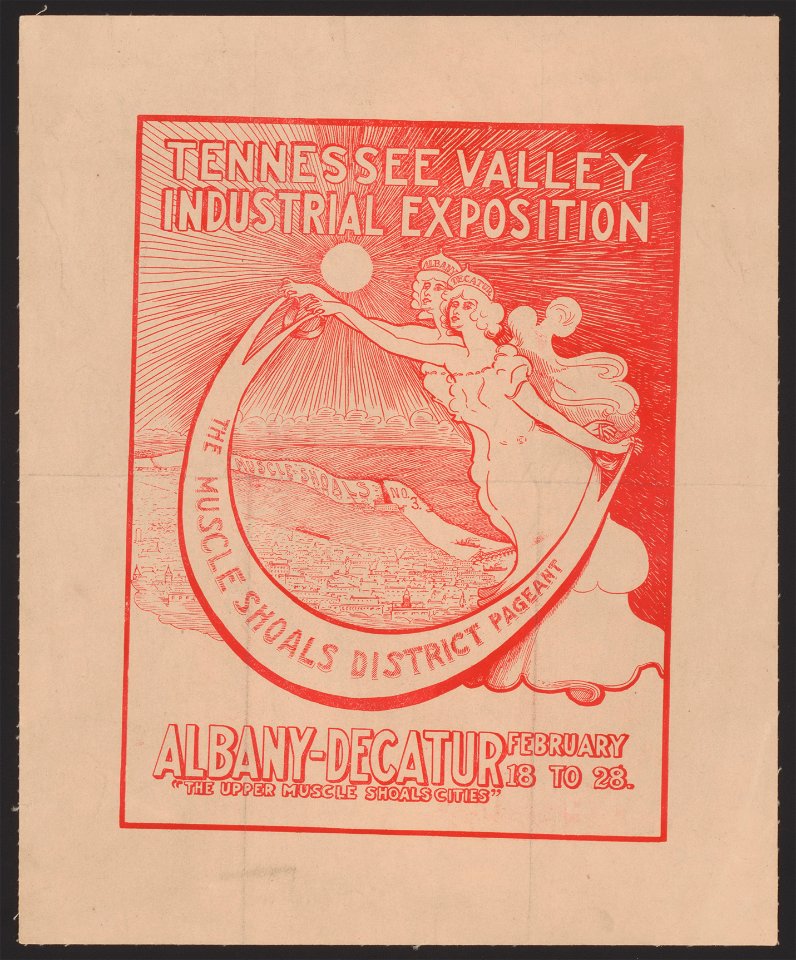 TENNESSEE VALLEY
INDUSTRIAL EXPOSITION
ALBANY
DECATUR
MUSCLE-SHOALS NO. 3.
THE MUSCLE SHOALS DISTRICT PAGEANT
ALBANY-DECATUR
FEBRUARY
18 TO 28.
"THE UPPER MUSCLE SHOALS CITIES"